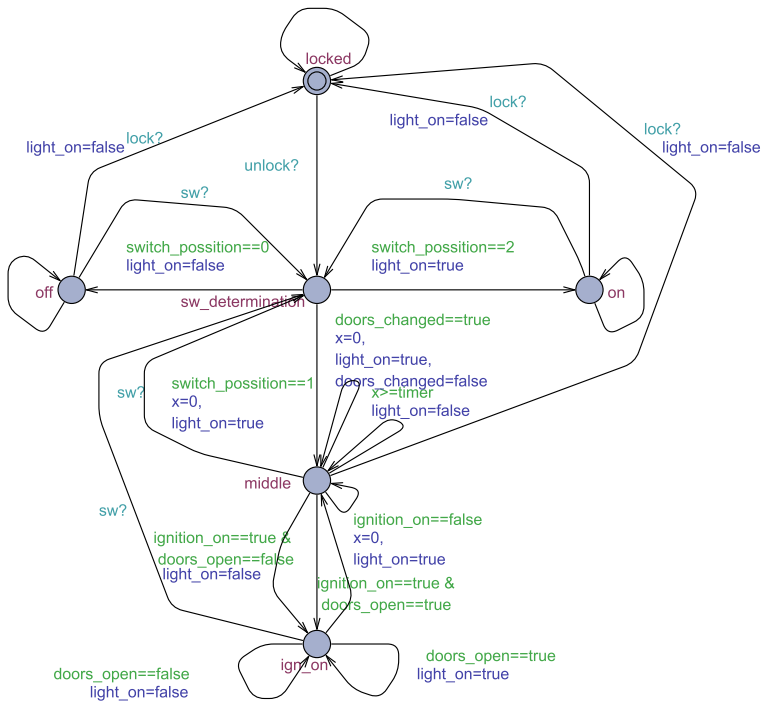 locked
lock?
light_on=false
lock?
light_on=false
lock?
light_on=false
unlock?
sw?
sw?
switch_possition==0
light_on=false
switch_possition==2
light_on=true
off
sw_determination
on
doors_changed==true
x=0,
light_on=true,
doors_changed=false
switch_possition==1
x=0,
light_on=true
sw?
x>=timer
light_on=false
middle
sw?
ignition_on==false
x=0,
light_on=true
ignition_on==true &
doors_open==false
light_on=false
ignition_on==true &
doors_open==true
ign_on
doors_open==false
light_on=false
doors_open==true
light_on=true